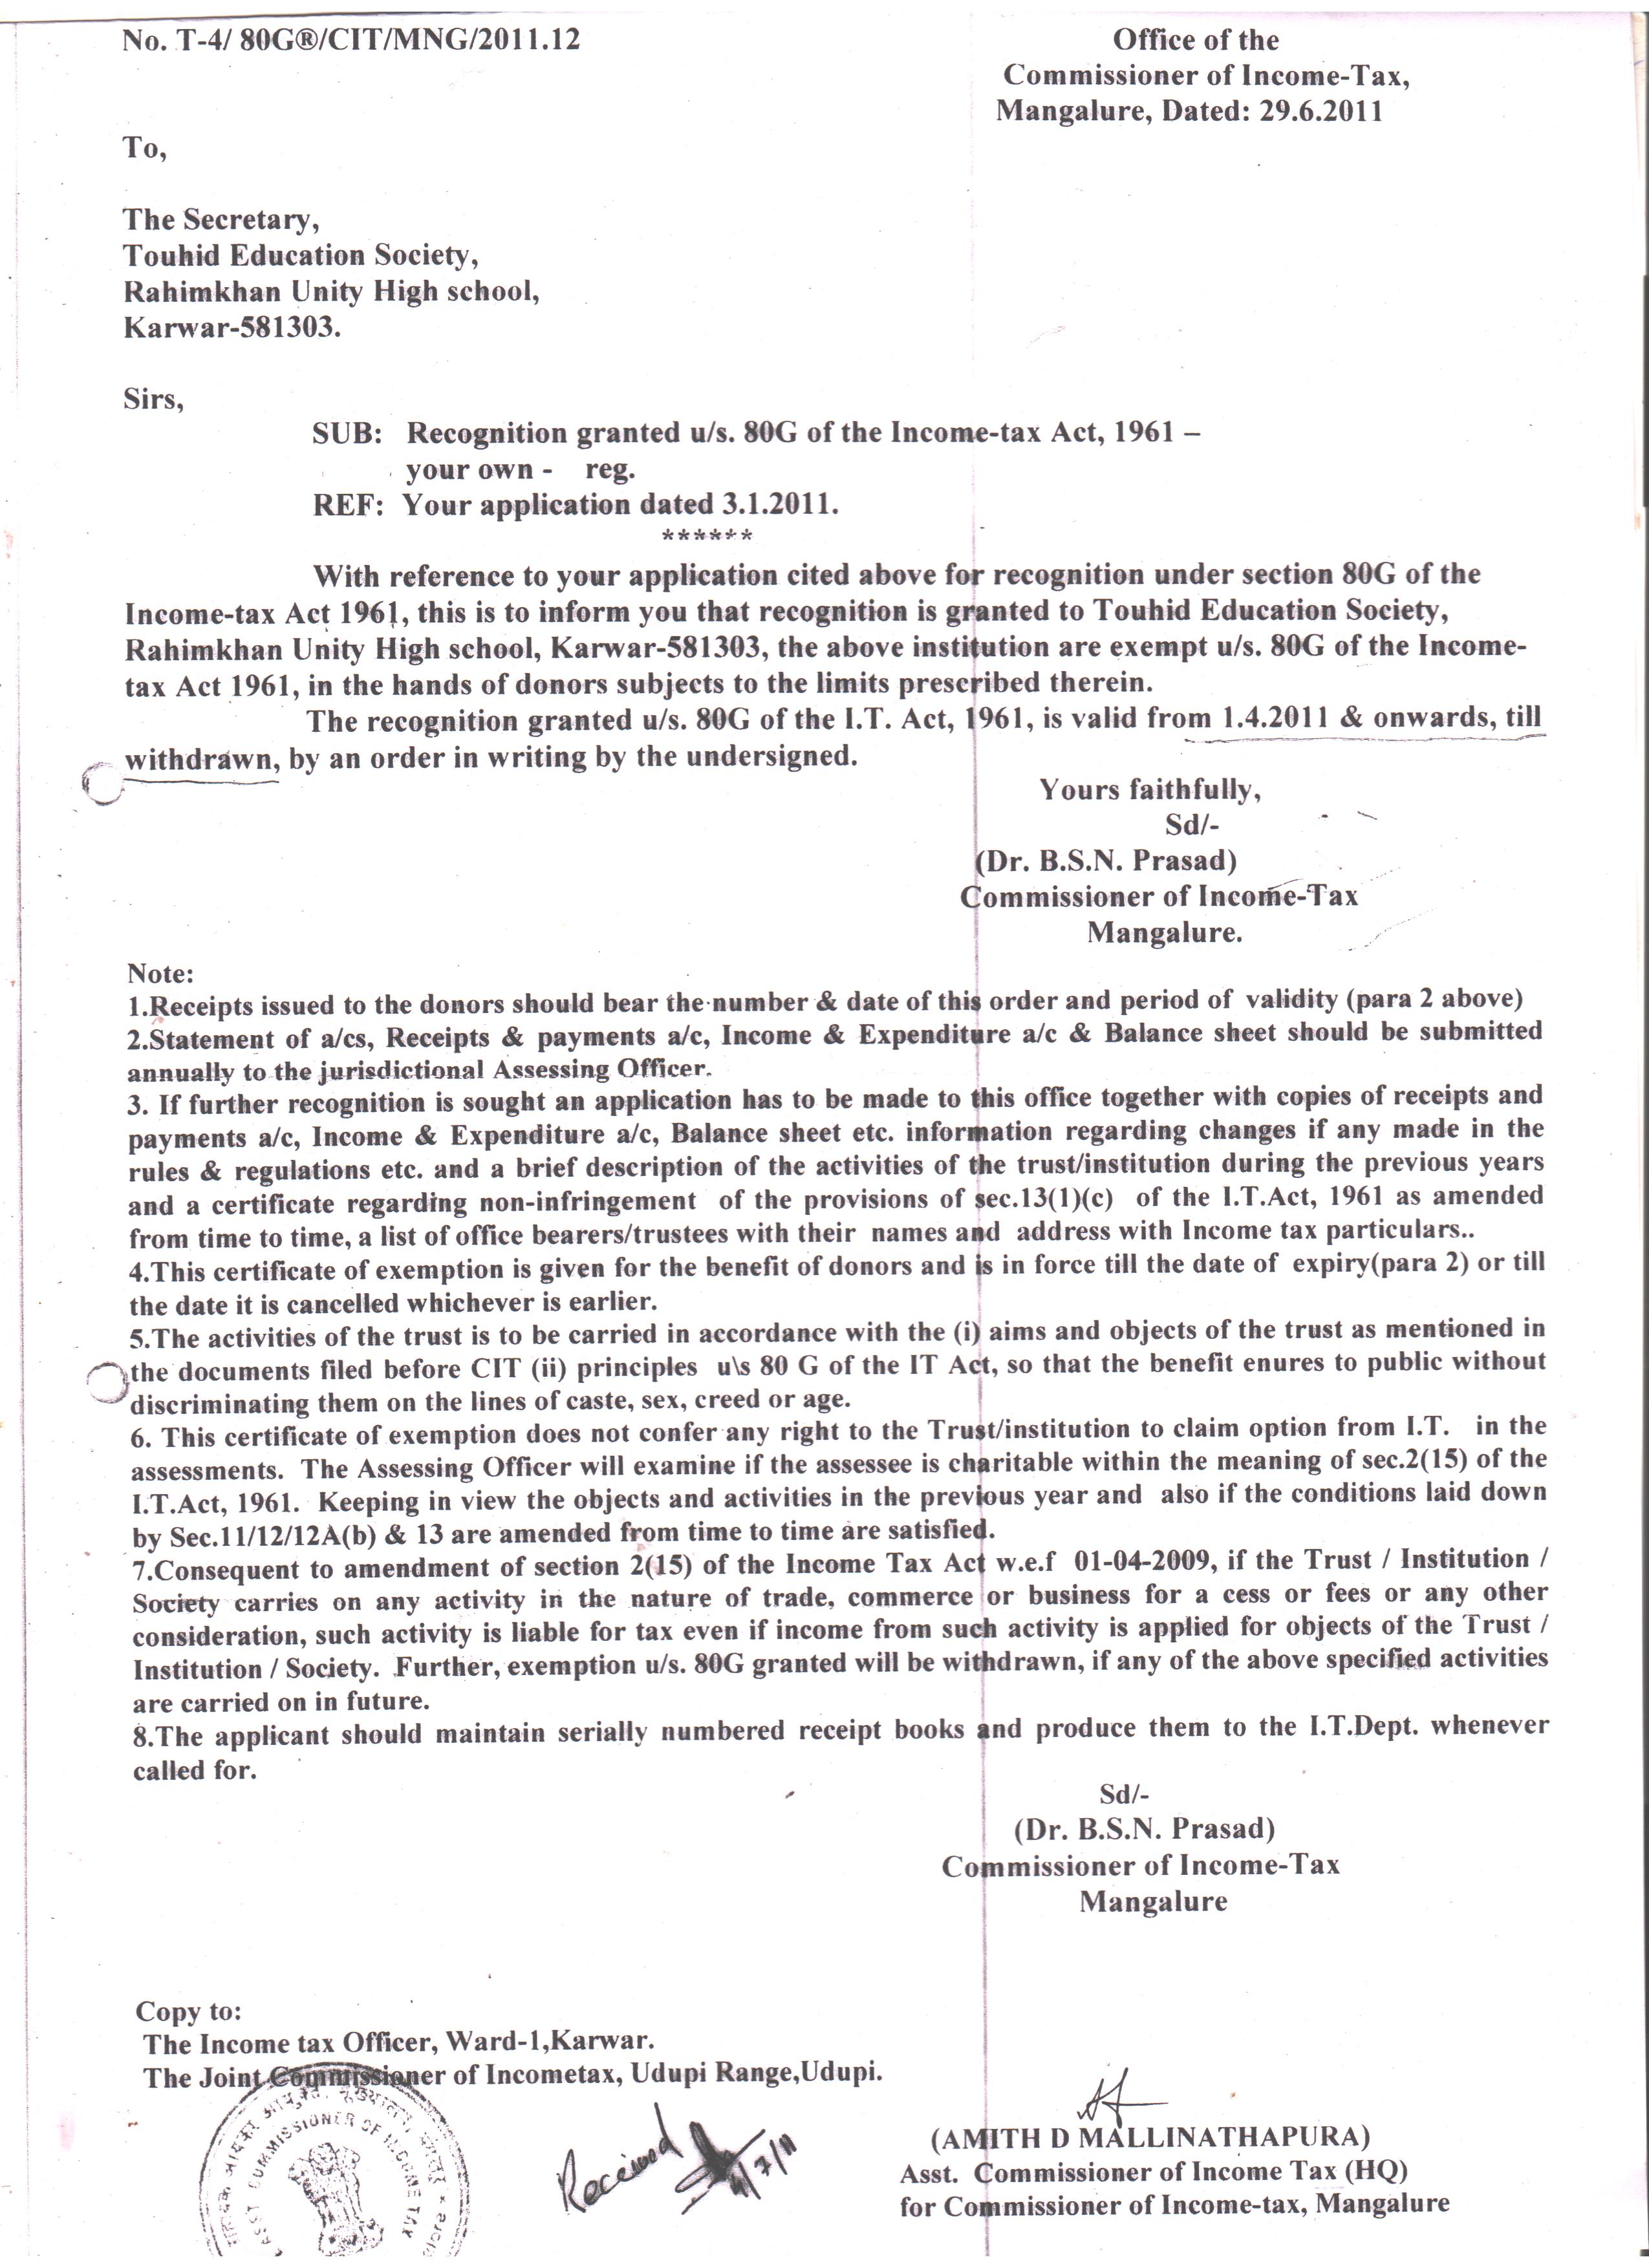 No. T-4/ 80G®/CIT/MNG/2011.12
Office of the
Commissioner of Income-Tax,
Mangalure, Dated: 29.6.2011
To,
The Secretary,
Touhid Education Society,
Rahimkhan Unity High school,
Karwar-581303.
Sirs,
SUB: Recognition granted u/s. 80G of the Income-tax Act, 1961 –
your own - reg.
REF: Your application dated 3.1.2011.
******
With reference to your application cited above for recognition under section 80G of the
Income-tax Act 1961, this is to inform you that recognition is granted to Touhid Education Society,
Rahimkhan Unity High school, Karwar-581303, the above institution are exempt u/s. 80G of the Income-
tax Act 1961, in the hands of donors subjects to the limits prescribed therein.
The recognition granted u/s. 80G of the I.T. Act, 1961, is valid from 1.4.2011 & onwards, till
withdrawn, by an order in writing by the undersigned.
Yours faithfully,
Sd/-
(Dr. B.S.N. Prasad)
Commissioner of Income-Tax
Mangalure.
Note:
1.Receipts issued to the donors should bear the number & date of this order and period of validity (para 2 above)
2.Statement of a/cs, Receipts & payments a/c, Income & Expenditure a/c & Balance sheet should be submitted
annually to the jurisdictional Assessing Officer.
3. If further recognition is sought an application has to be made to this office together with copies of receipts and
payments a/c, Income & Expenditure a/c, Balance sheet etc. information regarding changes if any made in the
rules & regulations etc. and a brief description of the activities of the trust/institution during the previous years
and a certificate regarding non-infringement of the provisions of sec.13(1)(c) of the I.T.Act, 1961 as amended
from time to time, a list of office bearers/trustees with their names and address with Income tax particulars..
4.This certificate of exemption is given for the benefit of donors and is in force till the date of expiry(para 2) or till
the date it is cancelled whichever is earlier.
5.The activities of the trust is to be carried in accordance with the (i) aims and objects of the trust as mentioned in
the documents filed before CIT (ii) principles u\s 80 G of the IT Act, so that the benefit enures to public without
discriminating them on the lines of caste, sex, creed or age.
6. This certificate of exemption does not confer any right to the Trust/institution to claim option from I.T. in the
assessments. The Assessing Officer will examine if the assessee is charitable within the meaning of sec.2(15) of the
I.T.Act, 1961. Keeping in view the objects and activities in the previous year and also if the conditions laid down
by Sec.11/12/12A(b) & 13 are amended from time to time are satisfied.
7.Consequent to amendment of section 2(15) of the Income Tax Act w.e.f 01-04-2009, if the Trust / Institution /
Society carries on any activity in the nature of trade, commerce or business for a cess or fees or any other
consideration, such activity is liable for tax even if income from such activity is applied for objects of the Trust /
Institution / Society. Further, exemption u/s. 80G granted will be withdrawn, if any of the above specified activities
are carried on in future.
8.The applicant should maintain serially numbered receipt books and produce them to the I.T.Dept. whenever
called for.
Sd/-
(Dr. B.S.N. Prasad)
Commissioner of Income-Tax
Mangalure
Copy to:
The Income tax Officer, Ward-1,Karwar.
The Joint Commissioner of Incometax, Udupi Range,Udupi.
ASST COMMISSIONER OF INCOME TAX
Received
(AMITH D MALLINATHAPURA)
Asst. Commissioner of Income Tax (HQ)
for Commissioner of Income-tax, Mangalure